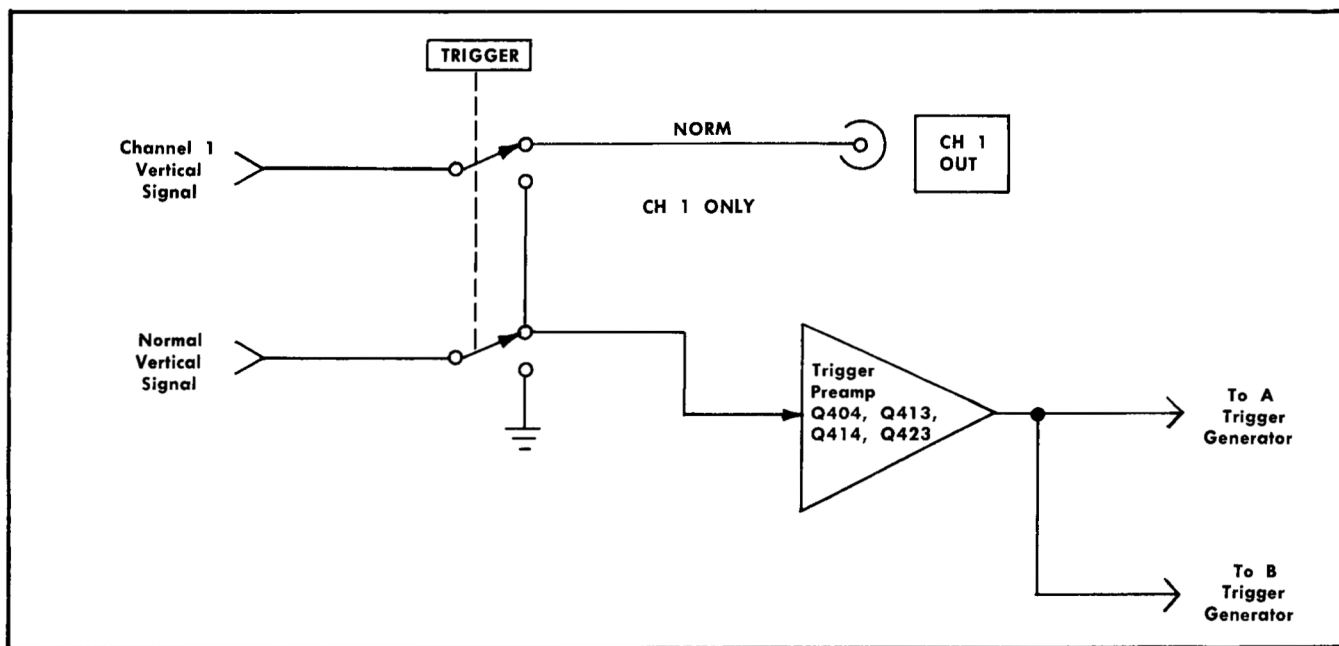 TRIGGER
Channel 1
Vertical
Signal
NORM
CH 1
OUT
CH 1 ONLY
Normal
Vertical
Signal
Trigger
Preamp
Q404, Q413,
Q414, Q423
To A
Trigger
Generator
To B
Trigger
Generator